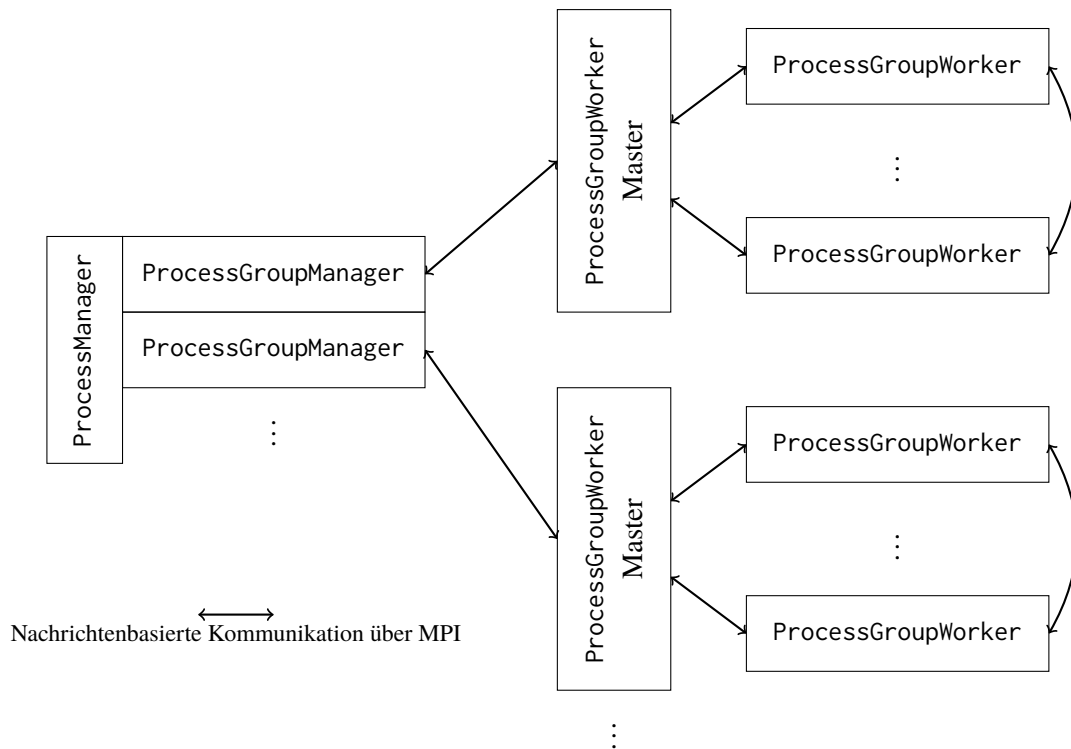 ProcessManager
ProcessGroupManager
ProcessGroupManager
⋮
ProcessGroupWorker
Master
ProcessGroupWorker
⋮
ProcessGroupWorker
ProcessGroupWorker
Master
ProcessGroupWorker
⋮
ProcessGroupWorker
⋮
Nachrichtenbasierte Kommunikation über MPI